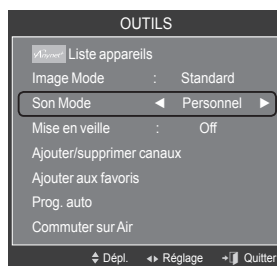 OUTILS
Anynet+ Liste appareils
Image Mode : Standard
Son Mode ◄ Personnel ►
Mise en veille : Off
Ajouter/supprimer canaux
Ajouter aux favoris
Prog. auto
Commuter sur Air
Dépl. Réglage Quitter